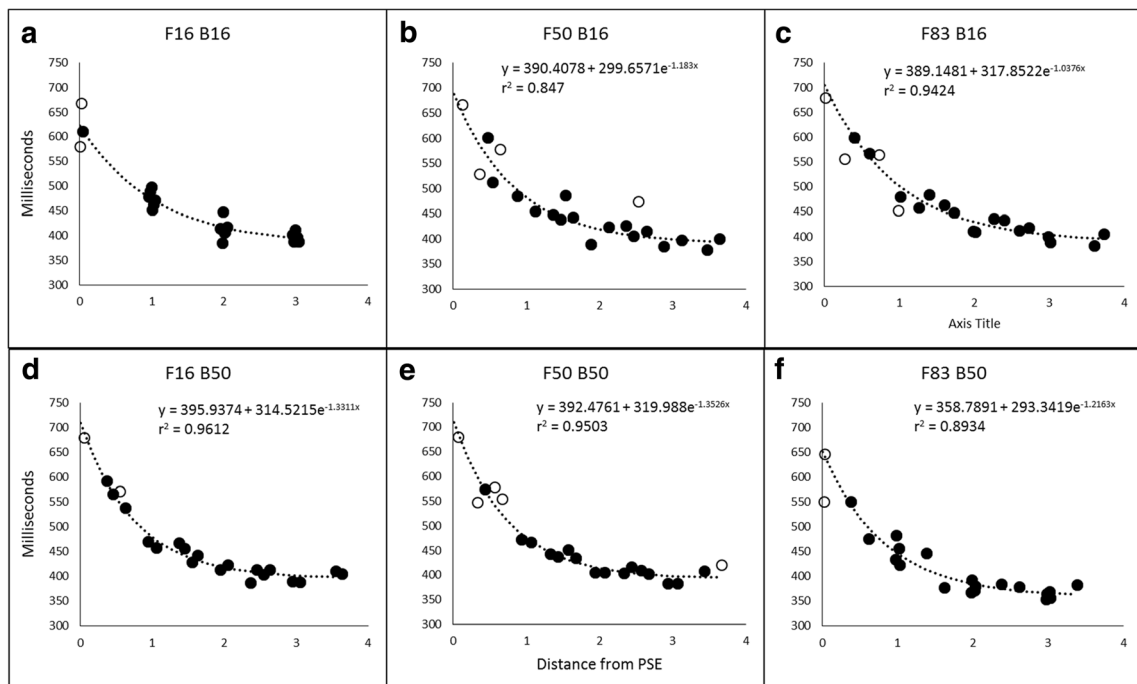 a
F16 B16
Milliseconds
750
700
650
600
550
500
450
400
350
300
0 1 2 3 4
b
F50 B16
y = 390.4078 + 299.6571e^-1.183x
r² = 0.847
750
700
650
600
550
500
450
400
350
300
0 1 2 3 4
c
F83 B16
y = 389.1481 + 317.8522e^-1.0376x
r² = 0.9424
750
700
650
600
550
500
450
400
350
300
0 1 2 3 4
Axis Title
d
F16 B50
y = 395.9374 + 314.5215e^-1.3311x
r² = 0.9612
Milliseconds
750
700
650
600
550
500
450
400
350
300
0 1 2 3 4
e
F50 B50
y = 392.4761 + 319.988e^-1.3526x
r² = 0.9503
750
700
650
600
550
500
450
400
350
300
0 1 2 3 4
Distance from PSE
f
F83 B50
y = 358.7891 + 293.3419e^-1.2163x
r² = 0.8934
750
700
650
600
550
500
450
400
350
300
0 1 2 3 4